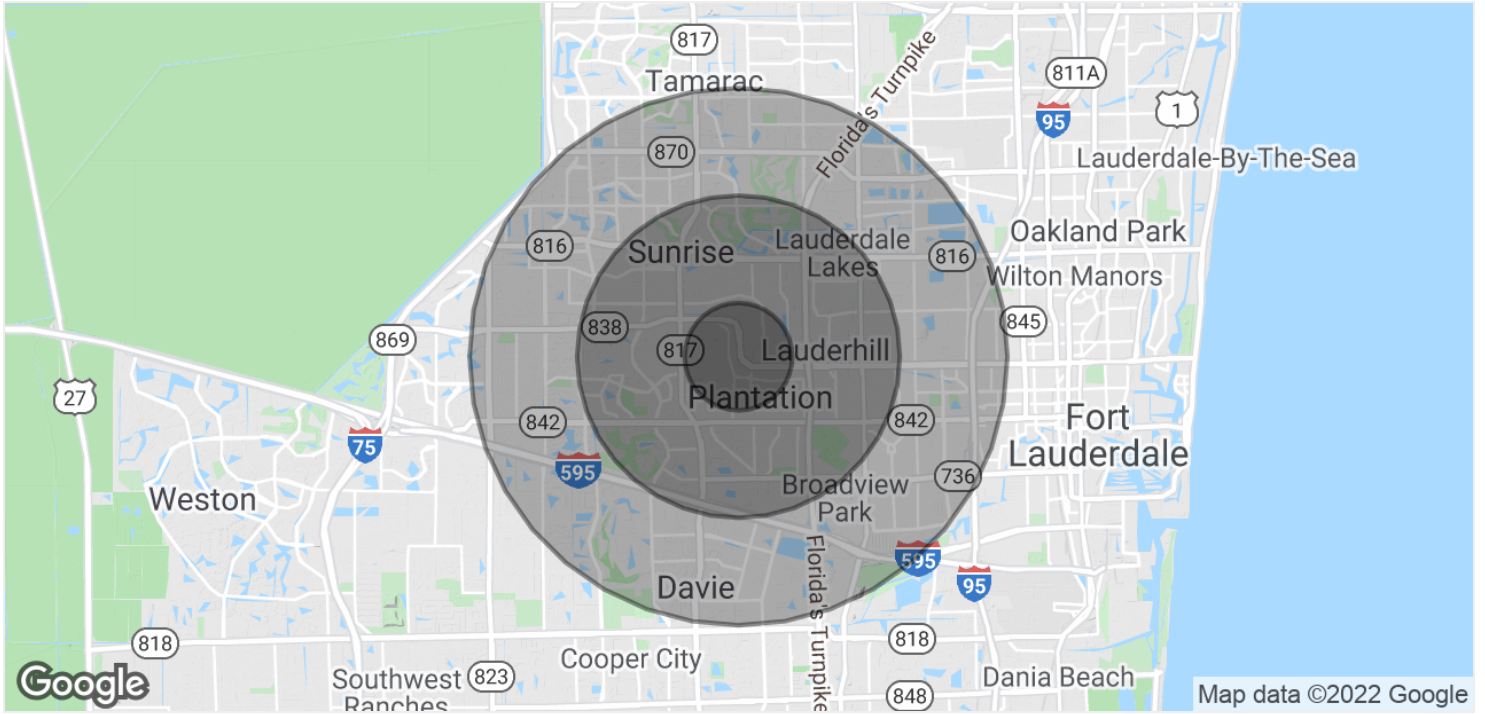 817
Tamarac
Florida's Turnpike
811A
1
95
870
Lauderdale-By-The-Sea
816
Sunrise
Lauderdale
Lakes
816
Oakland Park
Wilton Manors
869
838
817
Lauderhill
845
27
Plantation
75
842
842
Fort
Lauderdale
595
736
Weston
Broadview
Park
Florida's Turnpike
595
95
Davie
818
818
Cooper City
Southwest
Ranches
823
848
Dania Beach
Google
Map data ©2022 Google